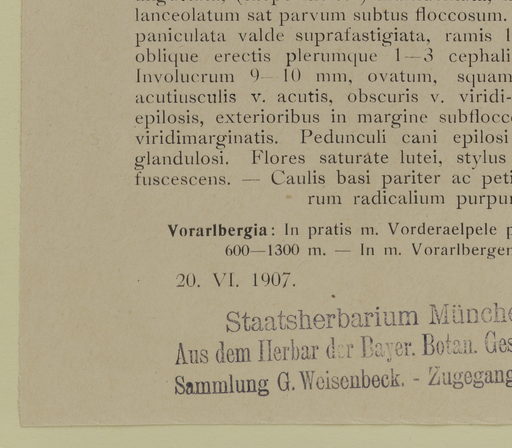 lanceolatum sat parvum subtus floccosum.
paniculata valde suprafastigiata, ramis
oblique erectis plerumque 1—3 cephali
Involucrum 9—10 mm, ovatum, squam
acutiusculis v. acutis, obscuris v. viridi-
epilosis, exterioribus in margine subflocc
viridimarginatis. Pedunculi cani epilosi
glandulosi. Flores saturate lutei, stylus
fuscescens. — Caulis basi pariter ac peti
rum radicalium purpur
Vorarlbergia: In pratis m. Vorderaelpele p
600—1300 m. — In m. Vorarlberger
20. VI. 1907.
Staatsherbarium Münche
Aus dem Herbar der Bayer. Botan. Ges
Sammlung G. Weisenbeck. - Zugegang